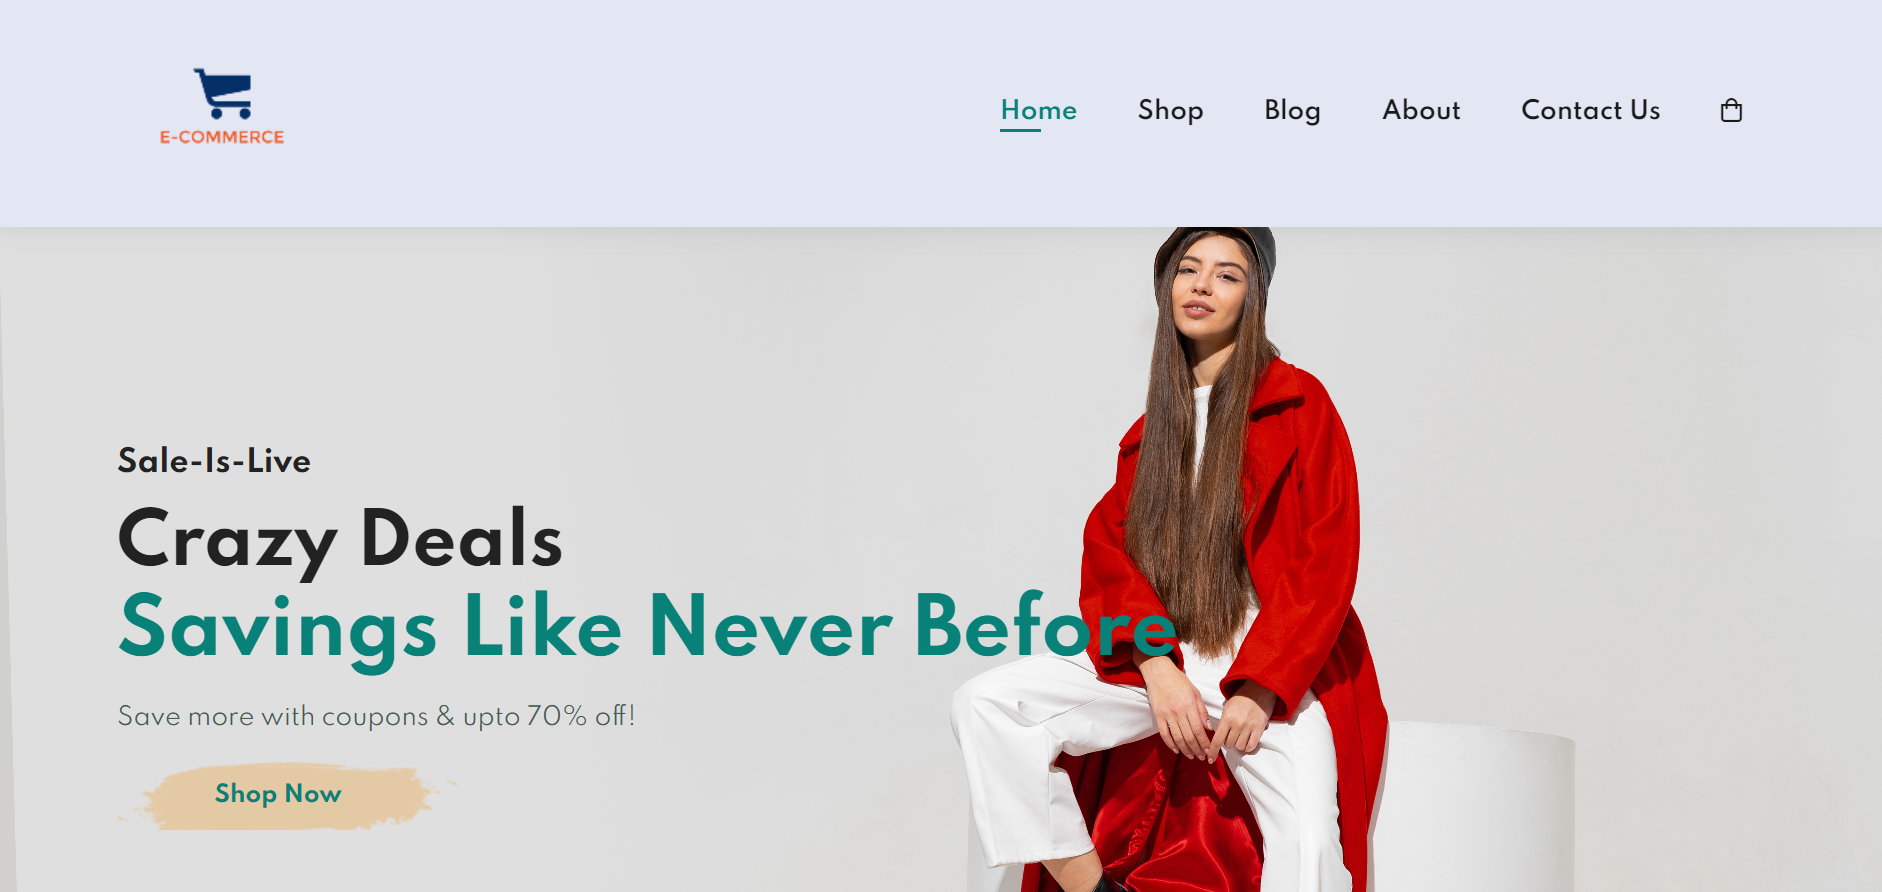 E-COMMERCE
Home Shop Blog About Contact Us
Sale-Is-Live
Crazy Deals
Savings Like Never Before
Save more with coupons & upto 70% off!
Shop Now